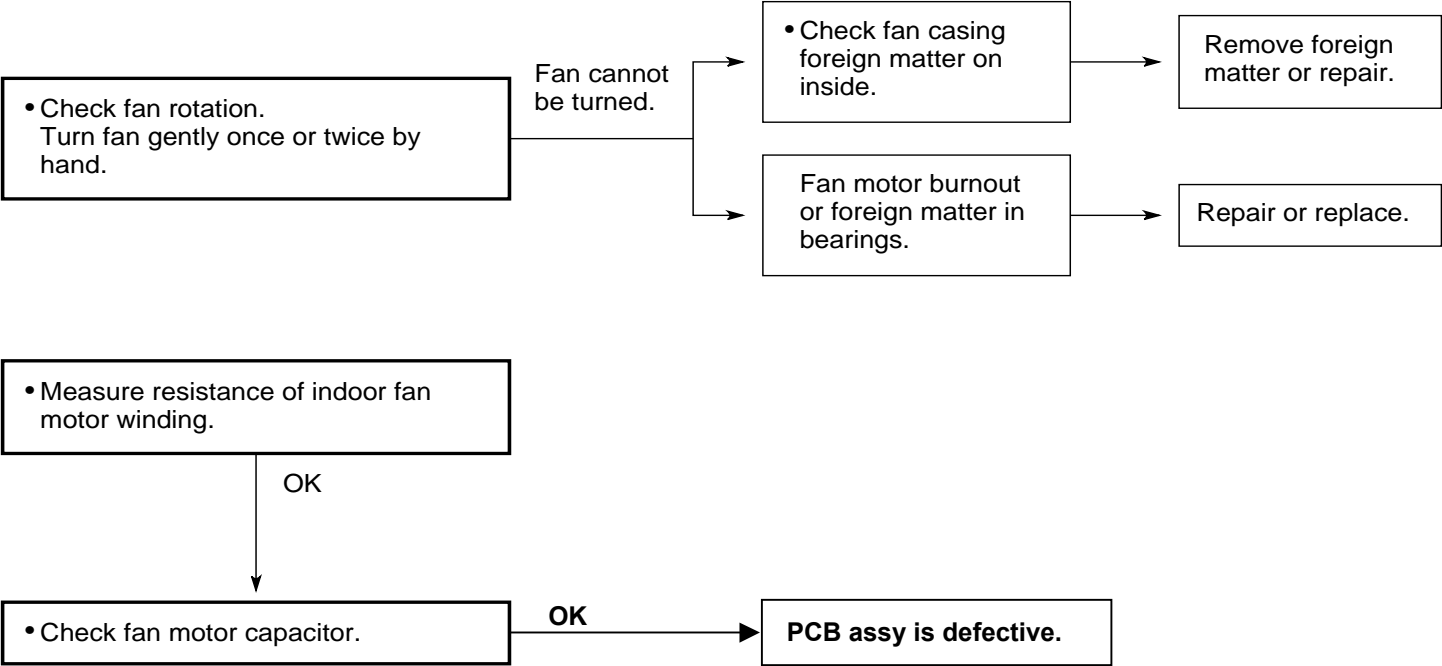 • Check fan rotation.
Turn fan gently once or twice by
hand.
Fan cannot
be turned.
• Check fan casing
foreign matter on
inside.
Remove foreign
matter or repair.
Fan motor burnout
or foreign matter in
bearings.
Repair or replace.
• Measure resistance of indoor fan
motor winding.
OK
• Check fan motor capacitor.
OK
PCB assy is defective.